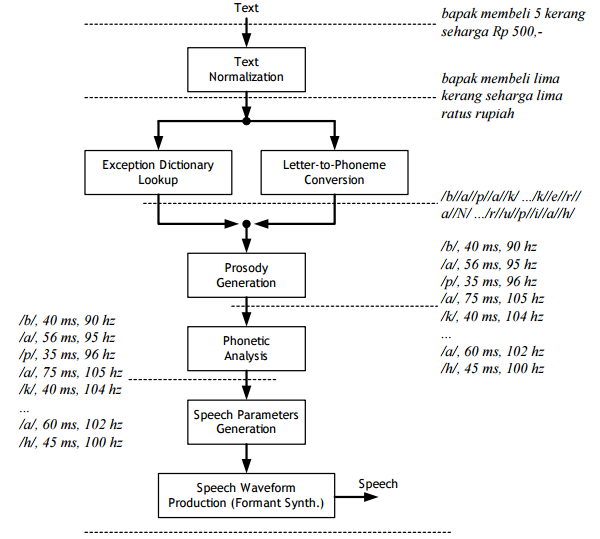 Text
bapak membeli 5 kerang
seharga Rp 500,-
Text
Normalization
bapak membeli lima
kerang seharga lima
ratus rupiah
Exception Dictionary
Lookup
Letter-to-Phoneme
Conversion
/b//a//p//a//k/ .../k//e//r//
a//N/ .../r//u//p//i//a//h/
Prosody
Generation
/b/, 40 ms, 90 hz
/a/, 56 ms, 95 hz
/p/, 35 ms, 96 hz
/a/, 75 ms, 105 hz
/k/, 40 ms, 104 hz
...
/a/, 60 ms, 102 hz
/h/, 45 ms, 100 hz
Phonetic
Analysis
/b/, 40 ms, 90 hz
/a/, 56 ms, 95 hz
/p/, 35 ms, 96 hz
/a/, 75 ms, 105 hz
/k/, 40 ms, 104 hz
...
/a/, 60 ms, 102 hz
/h/, 45 ms, 100 hz
Speech Parameters
Generation
Speech Waveform
Production (Formant Synth.)
Speech